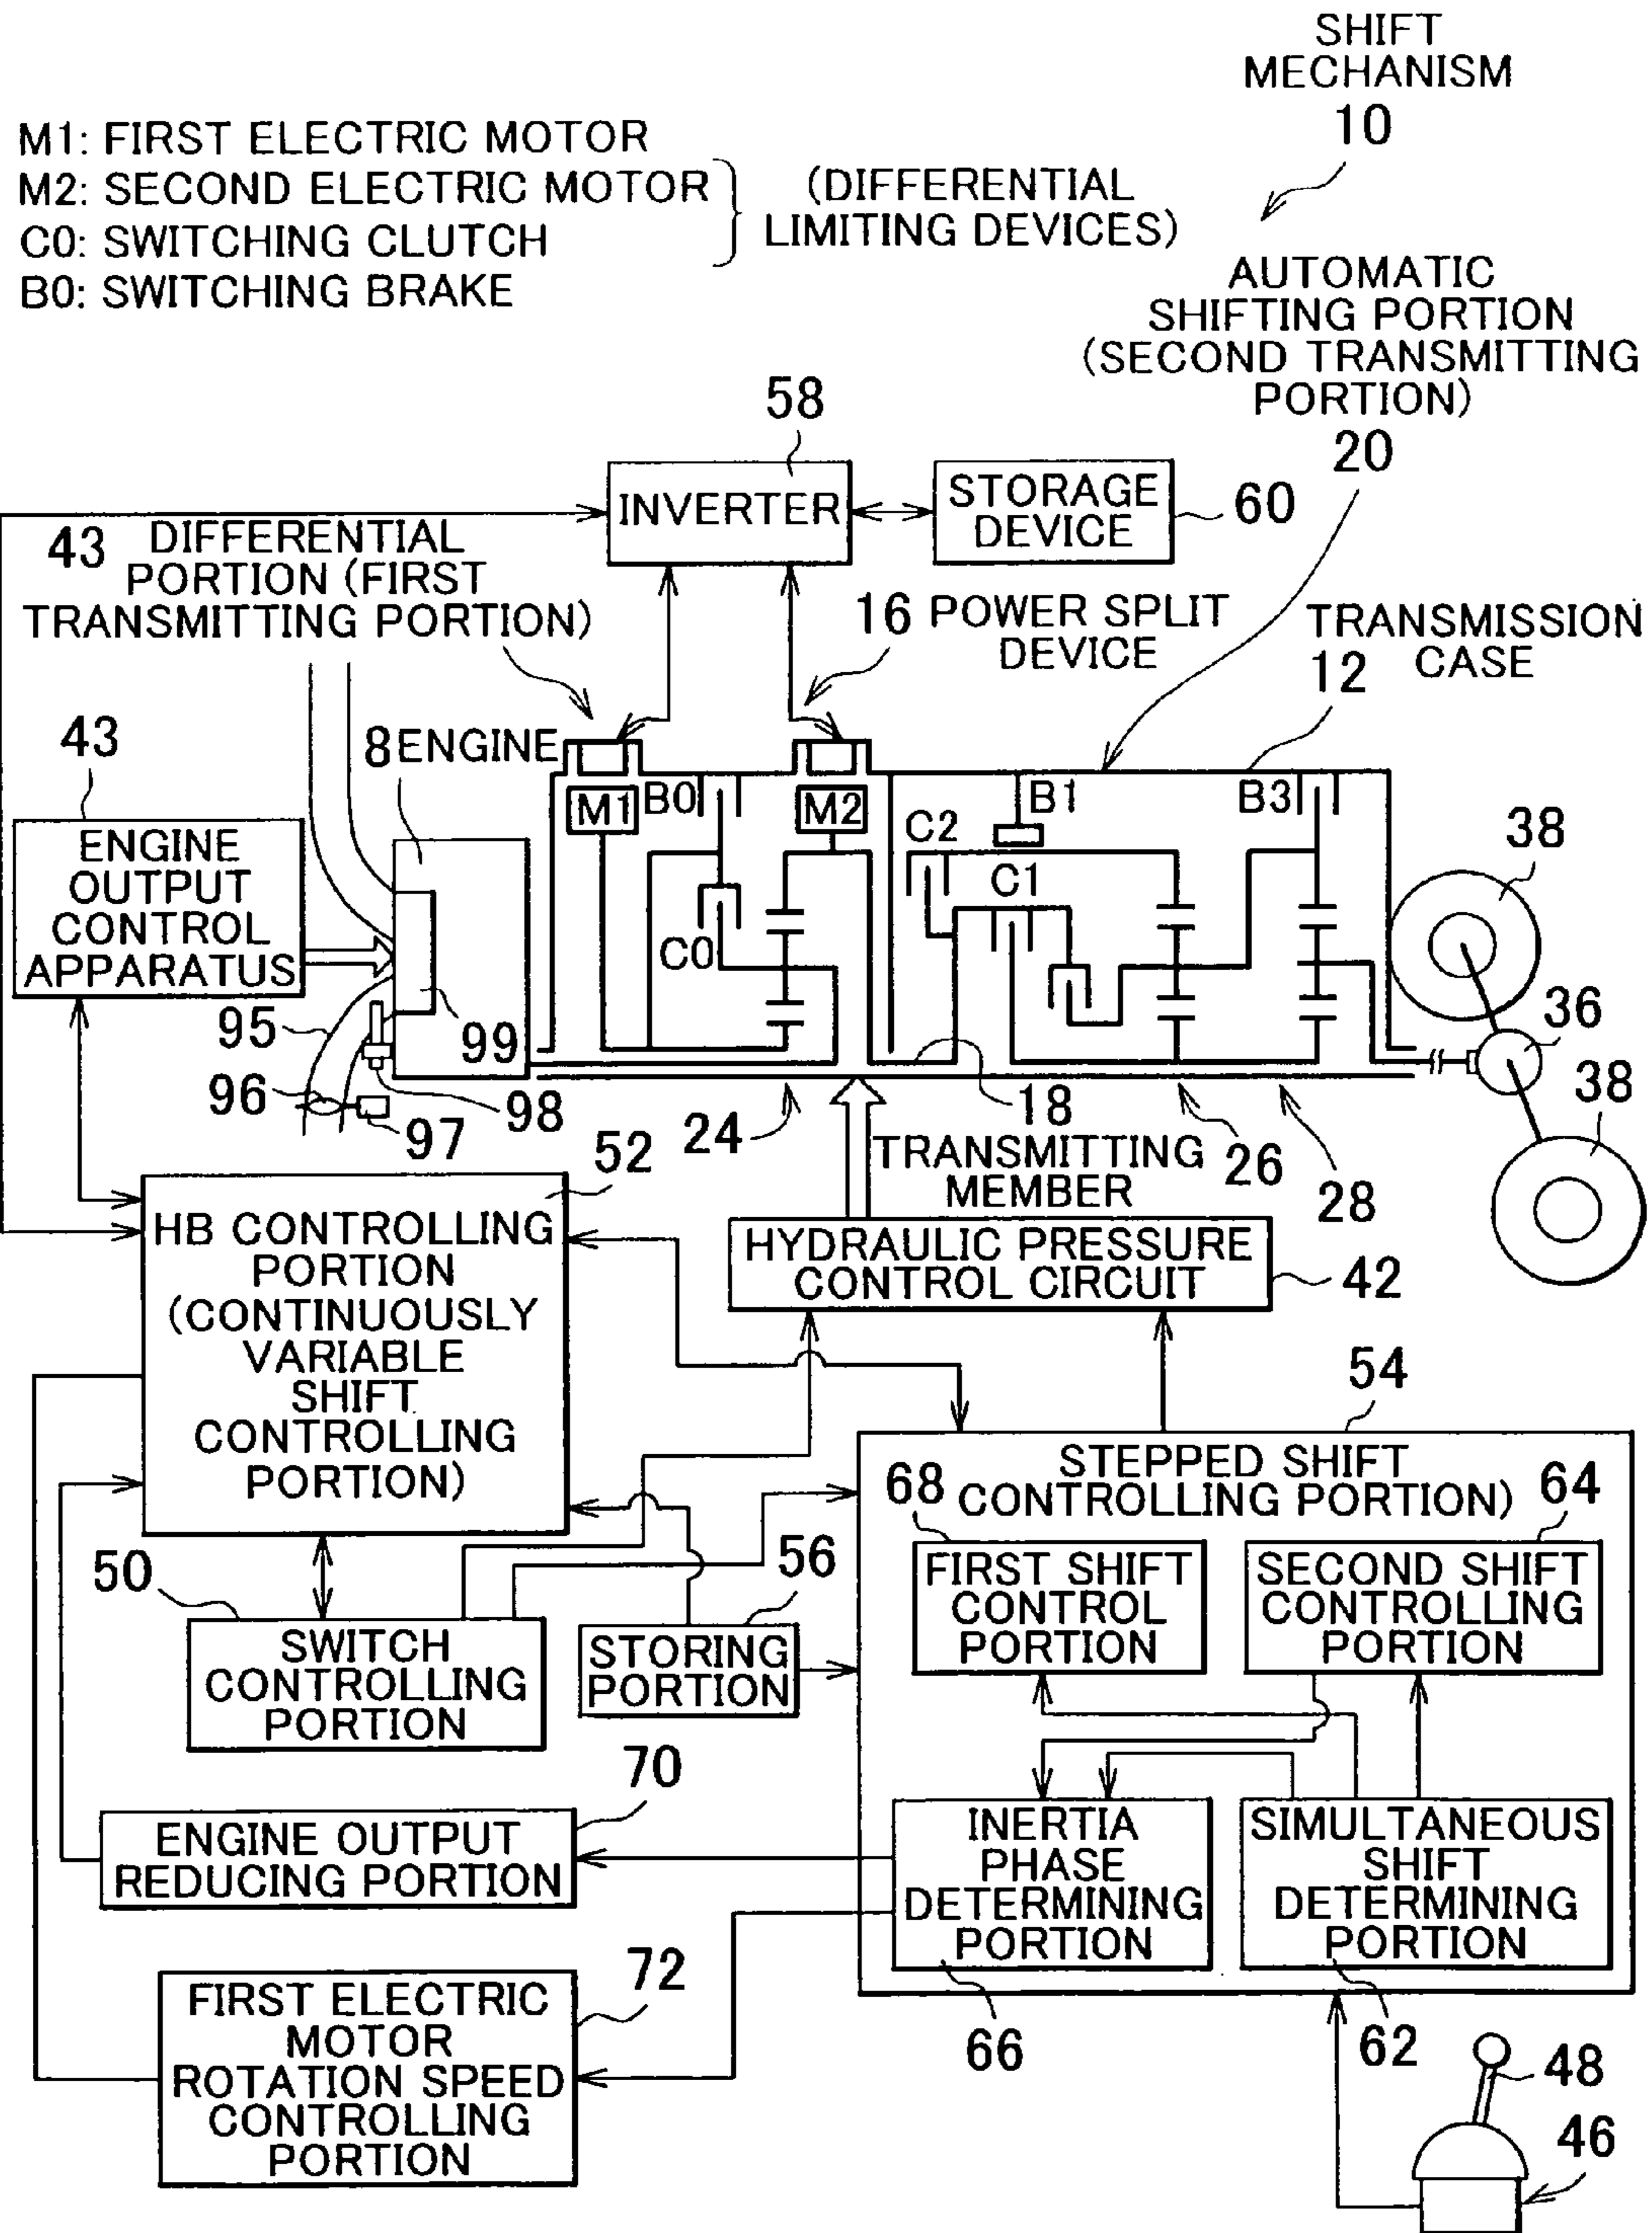 SHIFT
MECHANISM
10
M1: FIRST ELECTRIC MOTOR
M2: SECOND ELECTRIC MOTOR
C0: SWITCHING CLUTCH
B0: SWITCHING BRAKE
(DIFFERENTIAL
LIMITING DEVICES)
AUTOMATIC
SHIFTING PORTION
(SECOND TRANSMITTING
PORTION)
20
58
INVERTER
STORAGE
DEVICE
60
43
DIFFERENTIAL
PORTION (FIRST
TRANSMITTING PORTION)
16 POWER SPLIT
DEVICE
TRANSMISSION
CASE
12
43
ENGINE
OUTPUT
CONTROL
APPARATUS
8 ENGINE
M1
B0
M2
C0
C2
B1
C1
B3
38
36
38
95
99
96
97
98
24
18
TRANSMITTING
MEMBER
26
28
52
HB CONTROLLING
PORTION
(CONTINUOUSLY
VARIABLE
SHIFT
CONTROLLING
PORTION)
HYDRAULIC PRESSURE
CONTROL CIRCUIT
42
54
STEPPED SHIFT
CONTROLLING PORTION)
68
FIRST SHIFT
CONTROL
PORTION
64
SECOND SHIFT
CONTROLLING
PORTION
50
SWITCH
CONTROLLING
PORTION
56
STORING
PORTION
70
ENGINE OUTPUT
REDUCING PORTION
INERTIA
PHASE
DETERMINING
PORTION
66
SIMULTANEOUS
SHIFT
DETERMINING
PORTION
62
72
FIRST ELECTRIC
MOTOR
ROTATION SPEED
CONTROLLING
PORTION
48
46